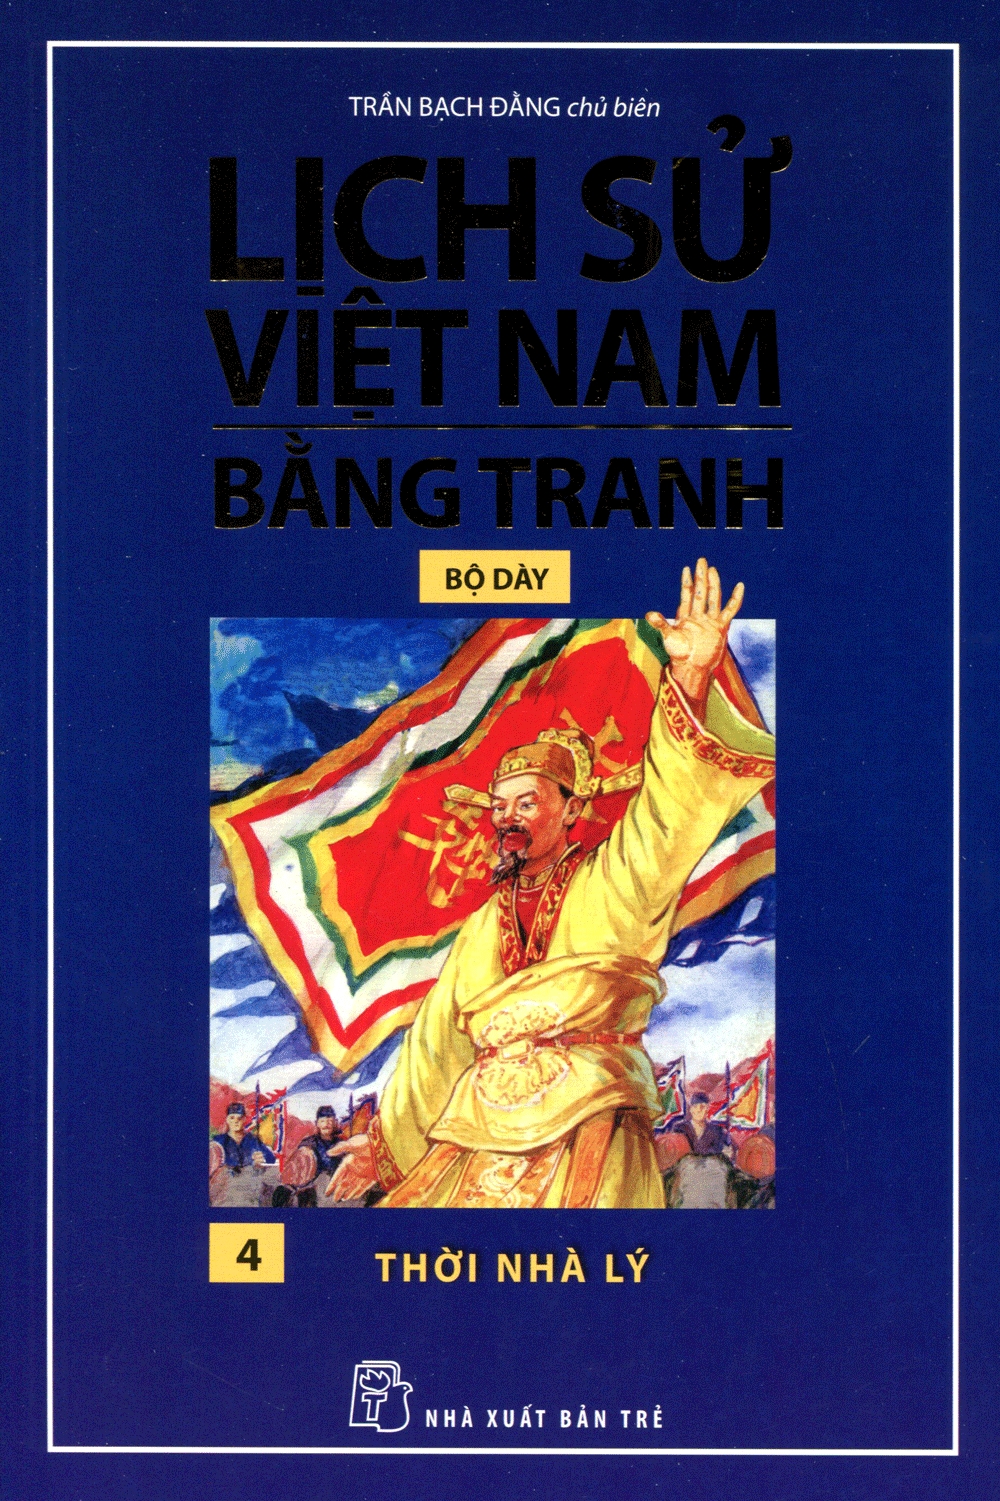 TRẦN BẠCH ĐẰNG chủ biên
LỊCH SỬ
VIỆT NAM
BẰNG TRANH
BỘ DÀY
4
THỜI NHÀ LÝ
T
NHÀ XUẤT BẢN TRẺ